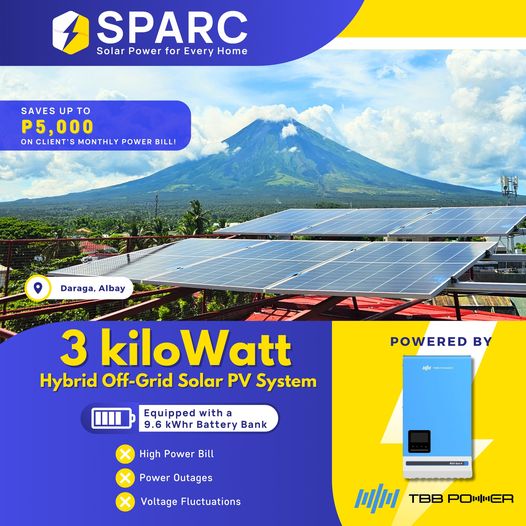 SPARC
Solar Power for Every Home
SAVES UP TO
₱5,000
ON CLIENT'S MONTHLY POWER BILL!
Daraga, Albay
3 kiloWatt
Hybrid Off-Grid Solar PV System
Equipped with a
9.6 kWhr Battery Bank
High Power Bill
Power Outages
Voltage Fluctuations
POWERED BY
TBB POWER